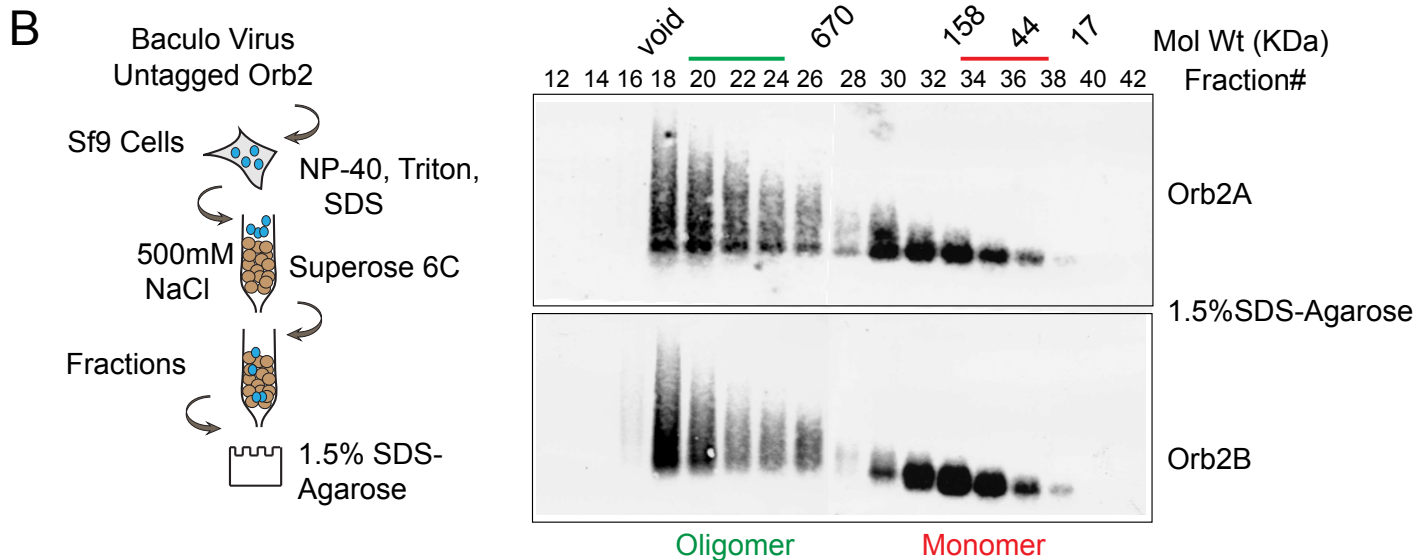 B
Baculo Virus
Untagged Orb2
Sf9 Cells
NP-40, Triton,
SDS
500mM
NaCl
Superose 6C
Fractions
1.5% SDS-
Agarose
void 670 158 44 17 Mol Wt (KDa)
12 14 16 18 20 22 24 26 28 30 32 34 36 38 40 42 Fraction#
Orb2A
1.5%SDS-Agarose
Orb2B
Oligomer Monomer